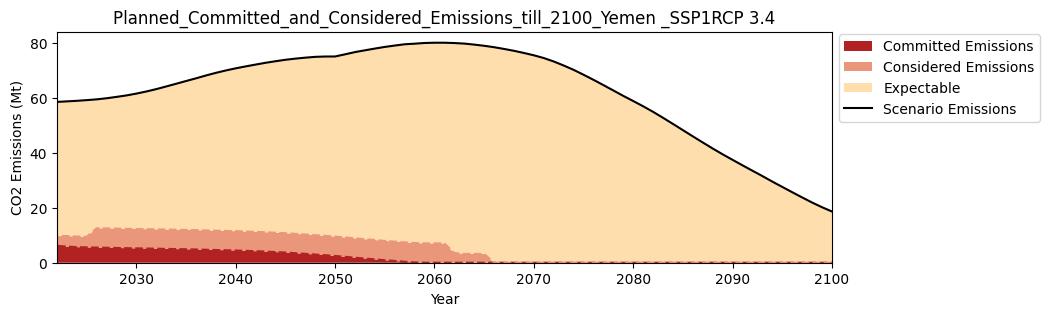 Planned_Committed_and_Considered_Emissions_till_2100_Yemen _SSP1RCP 3.4
80
60
40
20
0
CO2 Emissions (Mt)
2030 2040 2050 2060 2070 2080 2090 2100
Year
Committed Emissions
Considered Emissions
Expectable
Scenario Emissions